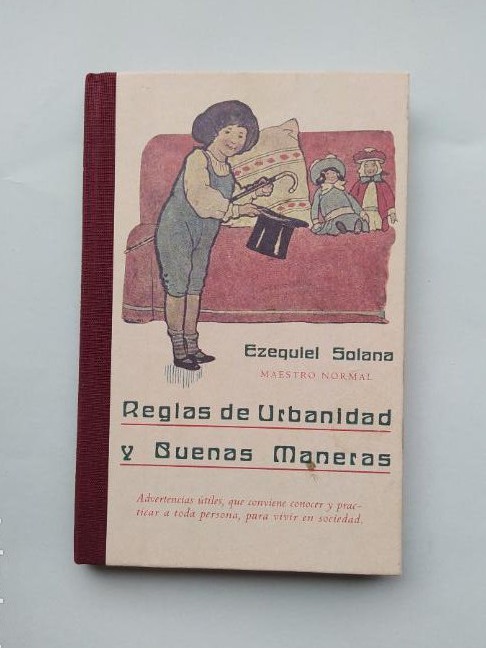 Ezequiel Solana
MAESTRO NORMAL
Reglas de Urbanidad
y Buenas Maneras
Advertencias útiles, que conviene conocer y prac-
ticar a toda persona, para vivir en sociedad.